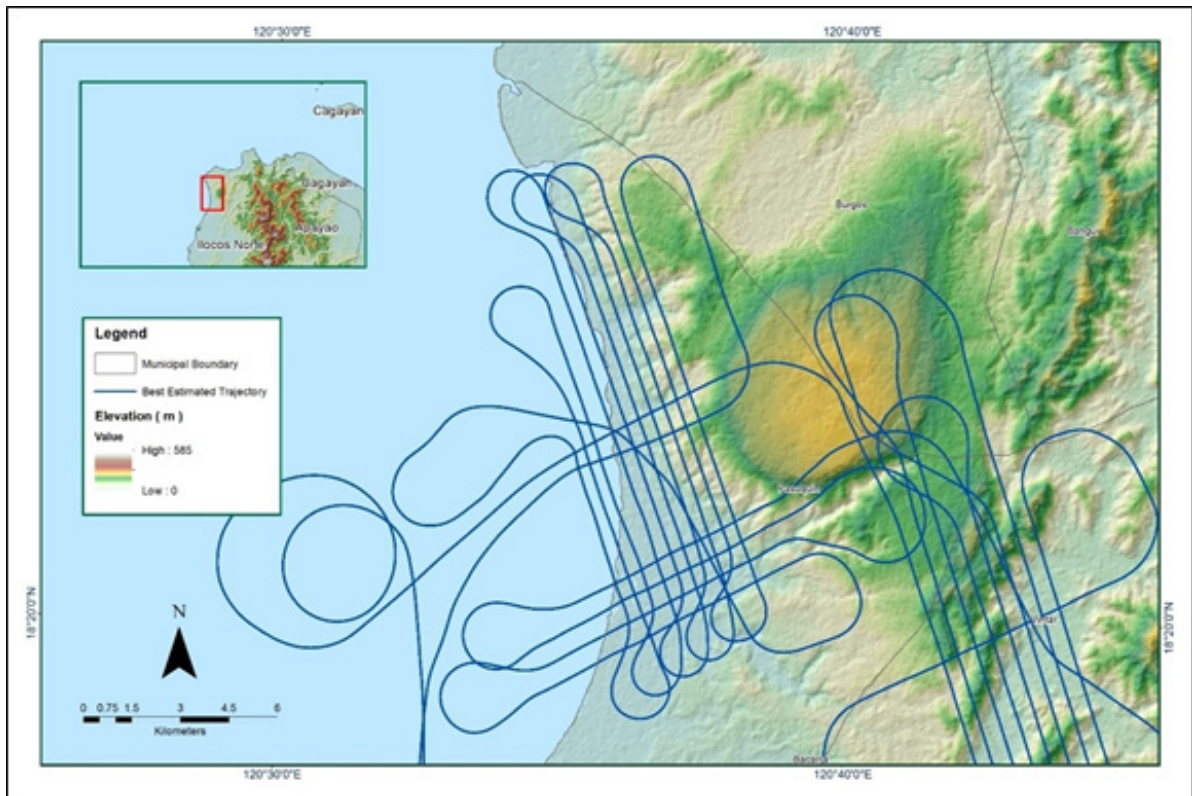 120°30'0"E
120°40'0"E
Cagayan
Cagayan
Apayao
Ilocos Norte
Burgos
Bangui
Legend
Municipal Boundary
Best Estimated Trajectory
Elevation ( m )
Value
High : 585
Low : 0
Pasuquin
Vintar
18°20'0"N
18°20'0"N
N
0 0.75 1.5 3 4.5 6
Kilometers
Bacarra
120°30'0"E
120°40'0"E